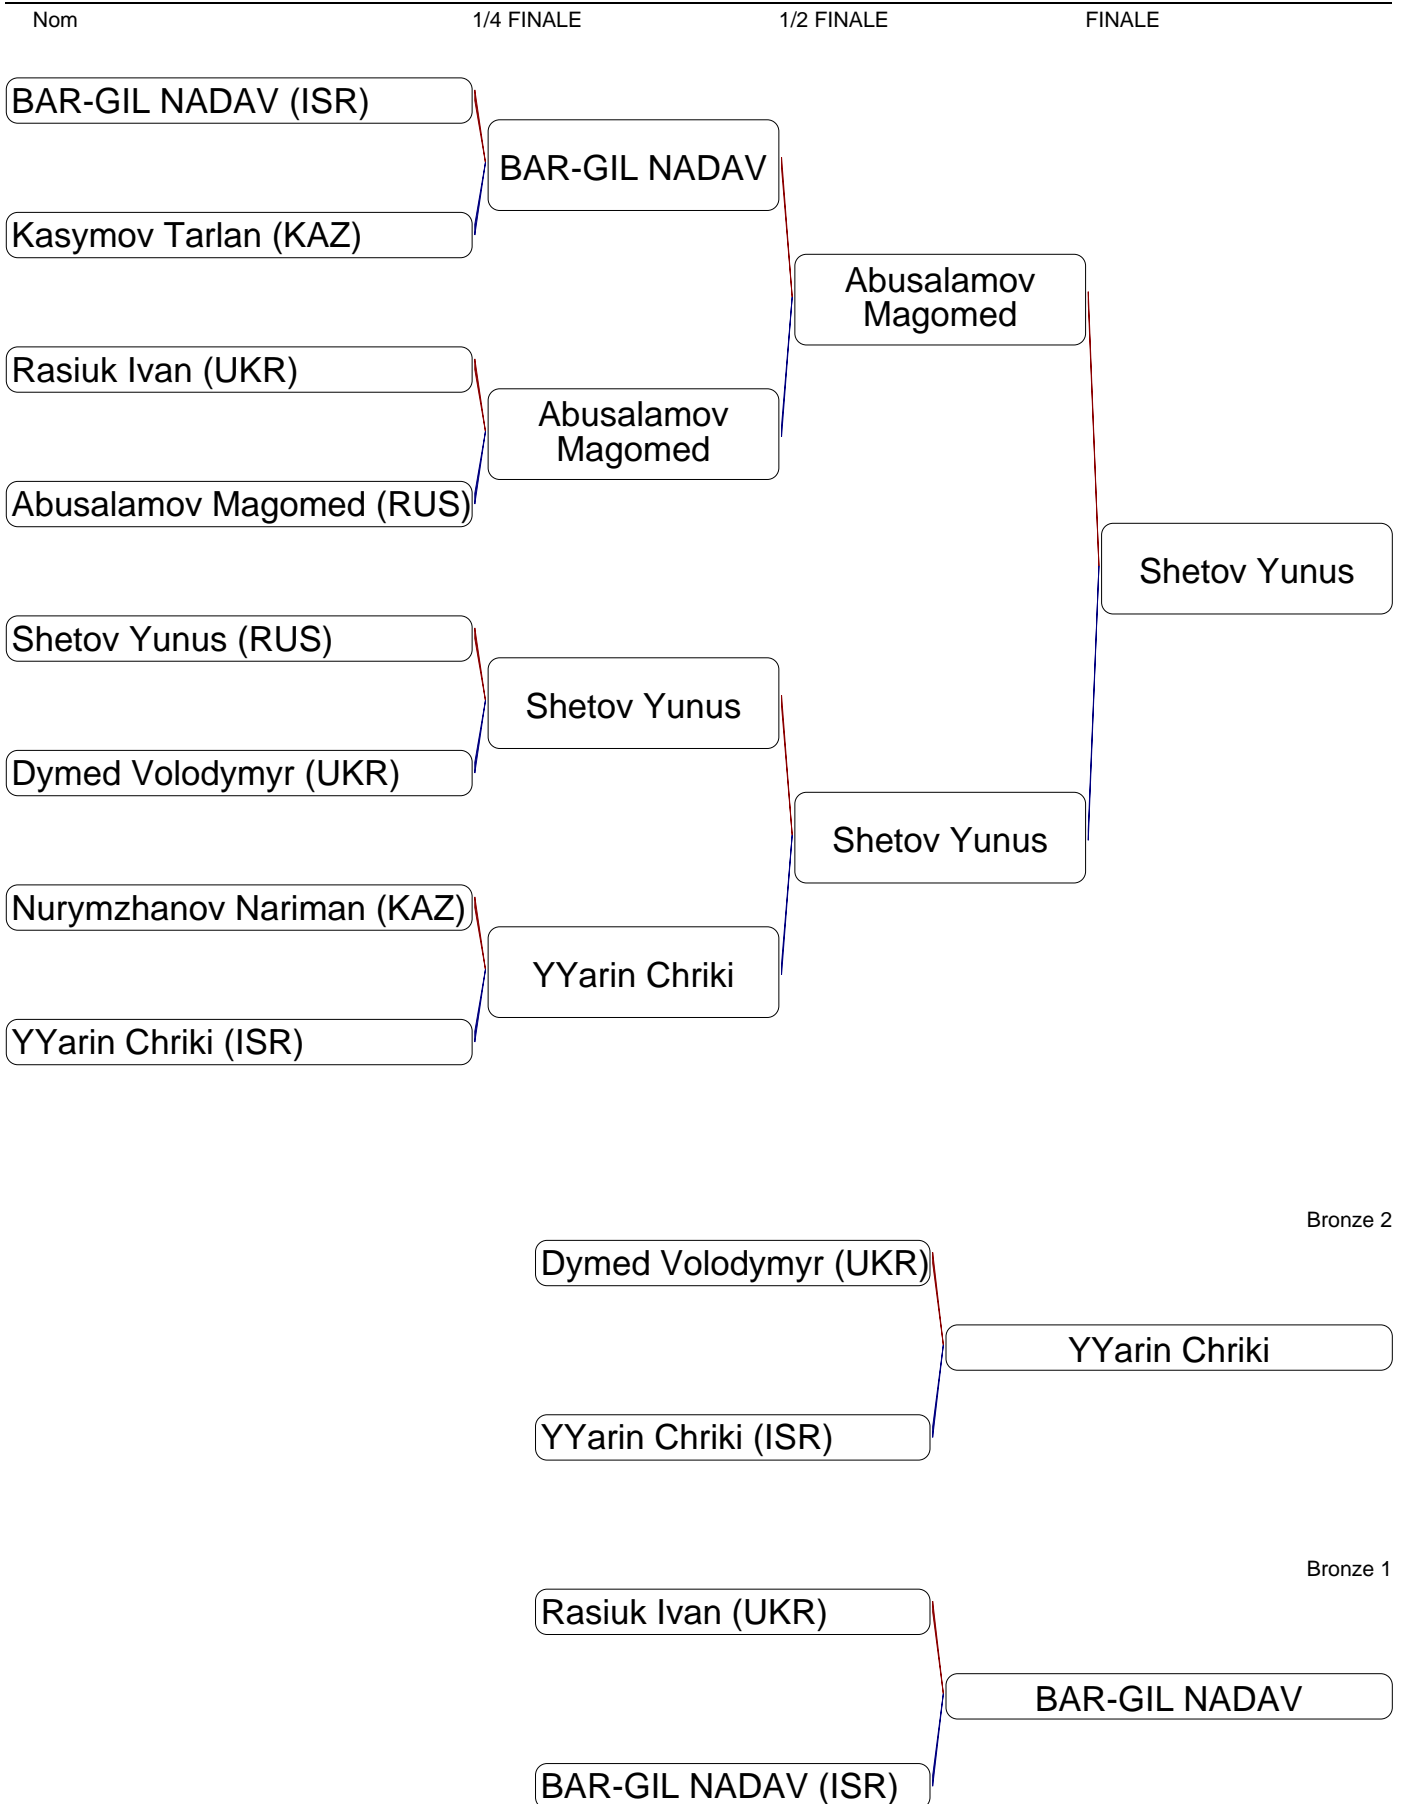 Nom 1/4 FINALE 1/2 FINALE FINALE
BAR-GIL NADAV (ISR)
BAR-GIL NADAV
Kasymov Tarlan (KAZ)
Abusalamov
Magomed
Rasiuk Ivan (UKR)
Abusalamov
Magomed
Abusalamov Magomed (RUS)
Shetov Yunus
Shetov Yunus (RUS)
Shetov Yunus
Dymed Volodymyr (UKR)
Shetov Yunus
Nurymzhanov Nariman (KAZ)
YYarin Chriki
YYarin Chriki (ISR)
Bronze 2
Dymed Volodymyr (UKR)
YYarin Chriki
YYarin Chriki (ISR)
Bronze 1
Rasiuk Ivan (UKR)
BAR-GIL NADAV
BAR-GIL NADAV (ISR)